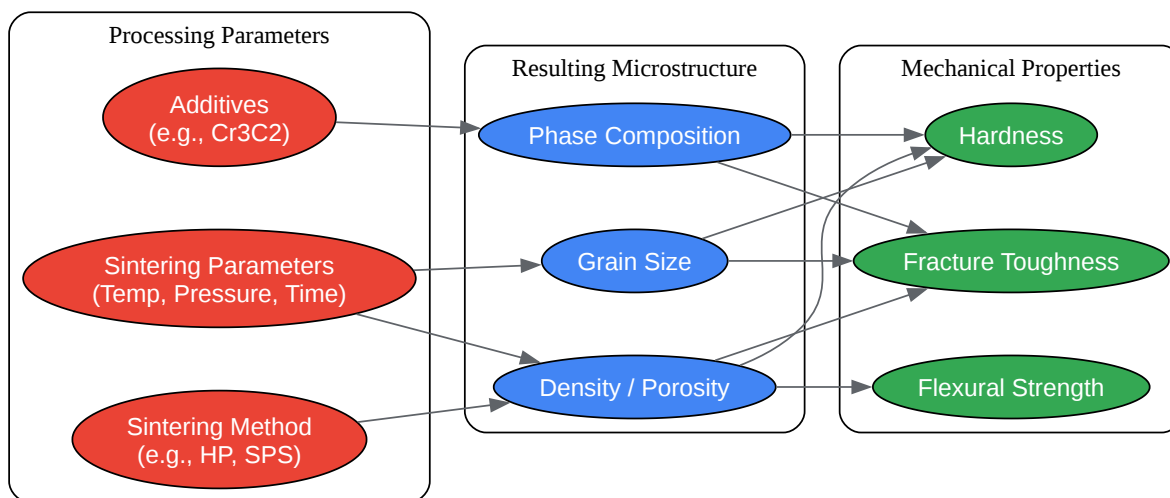 Processing Parameters
Additives
(e.g., Cr3C2)
Sintering Parameters
(Temp, Pressure, Time)
Sintering Method
(e.g., HP, SPS)
Resulting Microstructure
Phase Composition
Grain Size
Density / Porosity
Mechanical Properties
Hardness
Fracture Toughness
Flexural Strength